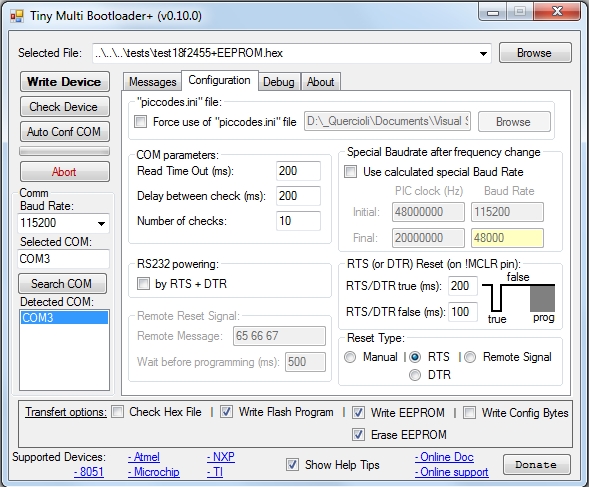 Tiny Multi Bootloader+ (v0.10.0)
Selected File: ..\..\..\tests\test18f2455+EEPROM.hex Browse
Write Device
Check Device
Auto Conf COM
Abort
Comm
Baud Rate:
115200
Selected COM:
COM3
Search COM
Detected COM:
COM3
Messages Configuration Debug About
"piccodes.ini" file:
Force use of "piccodes.ini" file D:\_Quercioli\Documents\Visual S Browse
COM parameters:
Read Time Out (ms): 200
Delay between check (ms): 200
Number of checks: 10
Special Baudrate after frequency change
Use calculated special Baud Rate
PIC clock (Hz) Baud Rate
Initial: 48000000 115200
Final: 20000000 48000
RS232 powering:
by RTS + DTR
RTS (or DTR) Reset (on !MCLR pin):
RTS/DTR true (ms): 200
RTS/DTR false (ms): 100
false
true prog
Remote Reset Signal:
Remote Message: 65 66 67
Wait before programming (ms): 500
Reset Type:
Manual | RTS | Remote Signal
DTR
Transfert options: Check Hex File | Write Flash Program | Write EEPROM | Write Config Bytes
Erase EEPROM
Supported Devices: - Atmel - NXP Show Help Tips - Online Doc Donate
- 8051 - Microchip - TI - Online support